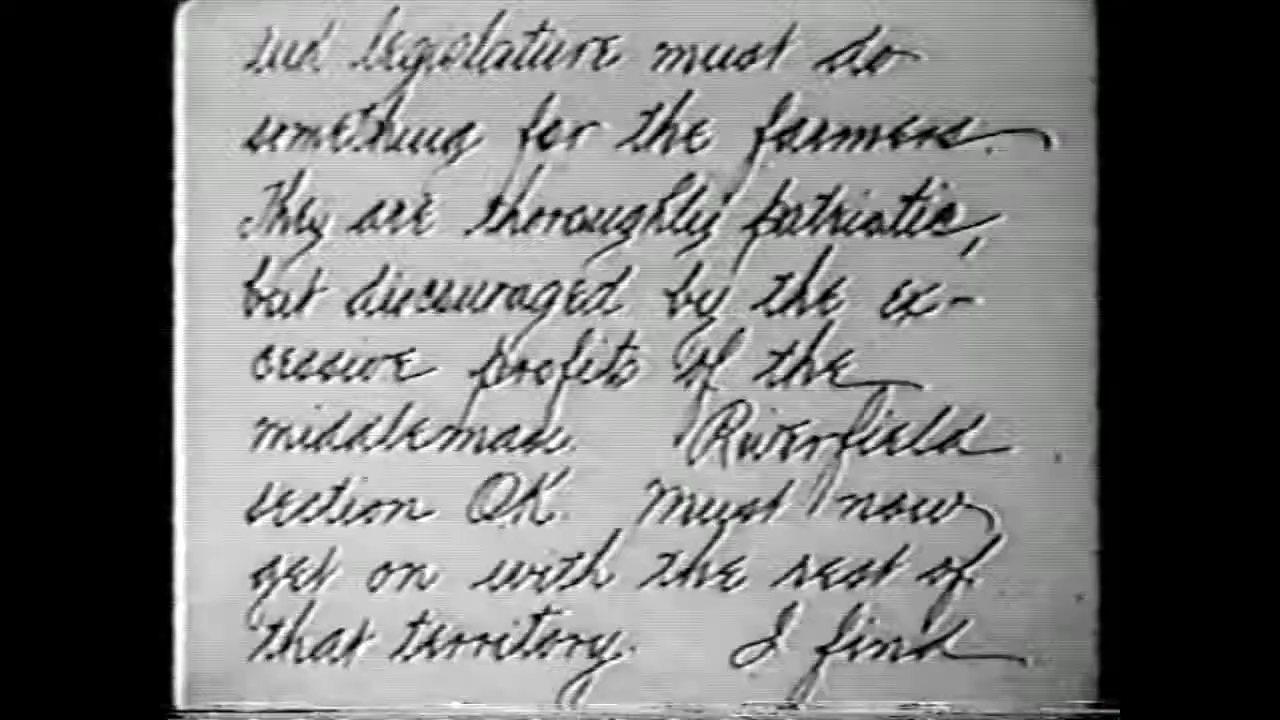 legislature must do
something for the farmers.
They are thoroughly patriotic,
but discouraged by the ex-
cessive profits of the
middleman. Riverfield
section OK. Must now
get on with the rest of
that territory. I find